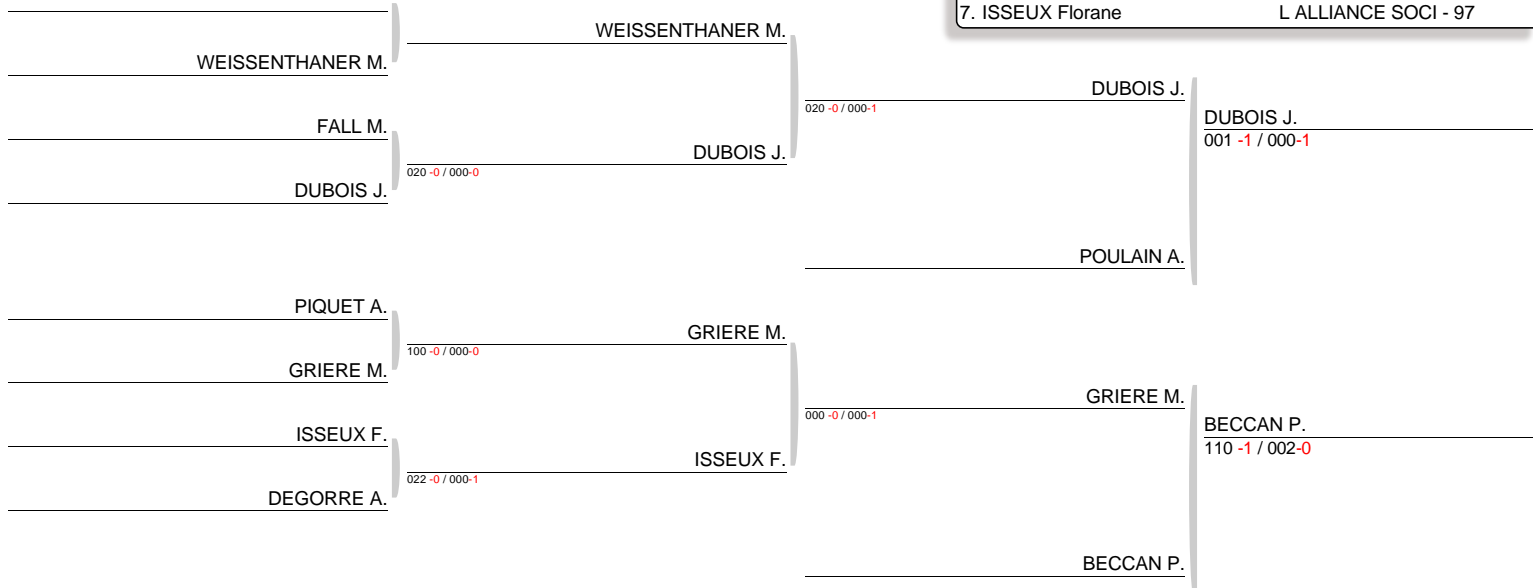 7. ISSEUX Florane L ALLIANCE SOCI - 97
WEISSENTHANER M.
WEISSENTHANER M.
DUBOIS J.
020 -0 / 000-1
DUBOIS J.
001 -1 / 000-1
FALL M.
DUBOIS J.
020 -0 / 000-0
DUBOIS J.
POULAIN A.
PIQUET A.
GRIERE M.
100 -0 / 000-0
GRIERE M.
GRIERE M.
000 -0 / 000-1
BECCAN P.
110 -1 / 002-0
ISSEUX F.
ISSEUX F.
022 -0 / 000-1
DEGORRE A.
BECCAN P.